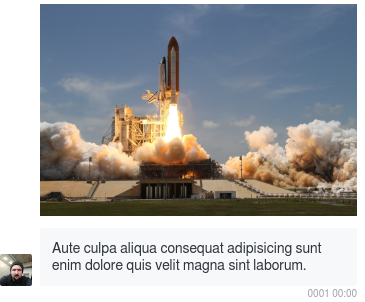 Aute culpa aliqua consequat adipisicing sunt
enim dolore quis velit magna sint laborum.
0001 00:00